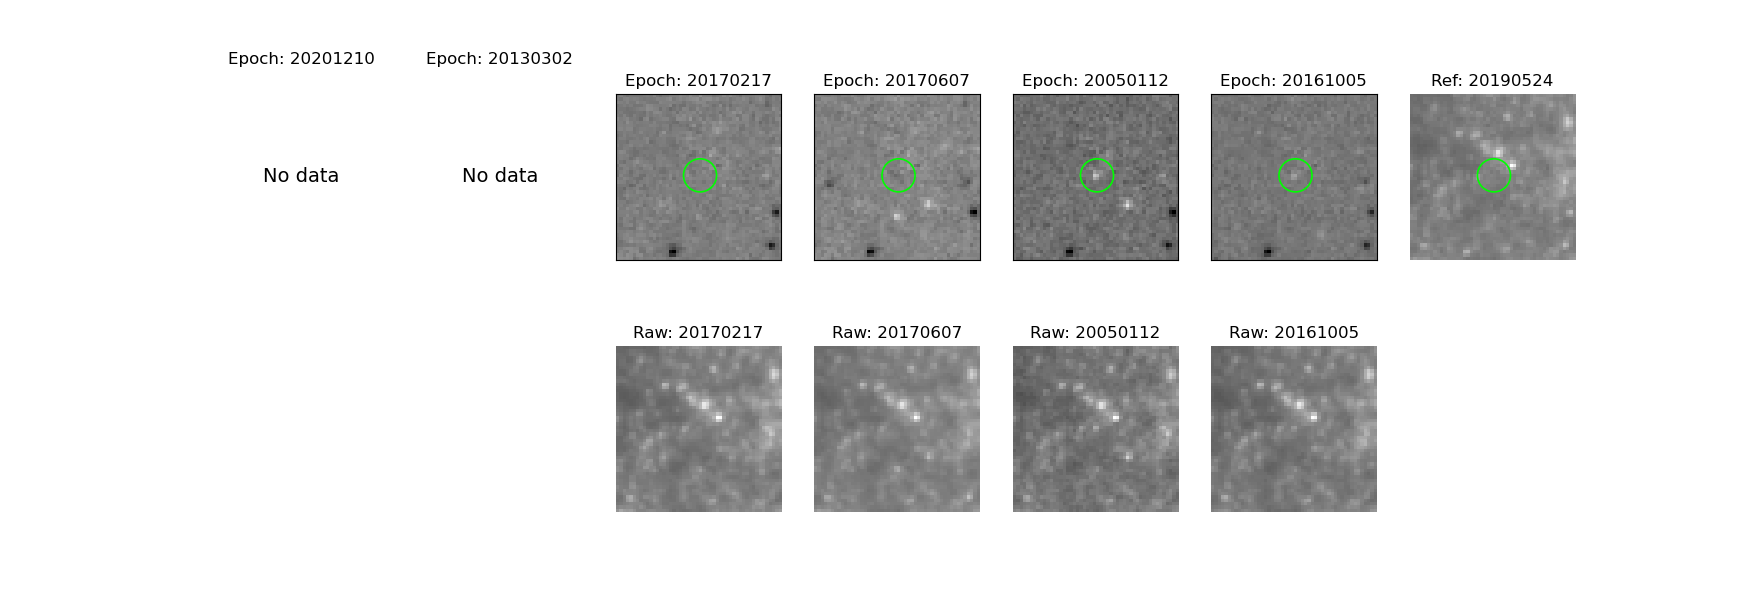 Epoch: 20201210
Epoch: 20130302
Epoch: 20170217
Epoch: 20170607
Epoch: 20050112
Epoch: 20161005
Ref: 20190524
No data
No data
Raw: 20170217
Raw: 20170607
Raw: 20050112
Raw: 20161005